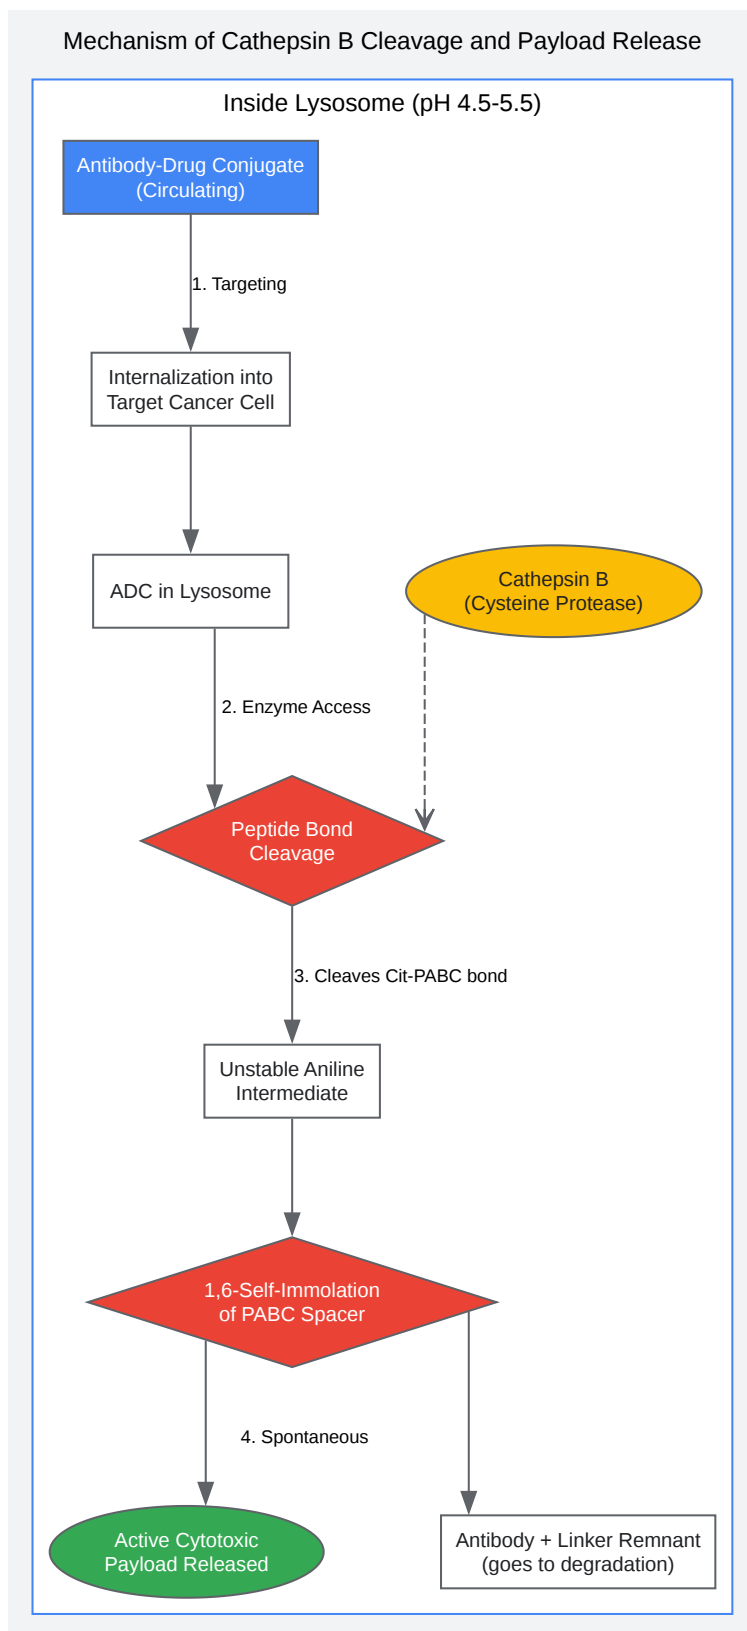 Mechanism of Cathepsin B Cleavage and Payload Release
Inside Lysosome (pH 4.5-5.5)
Antibody-Drug Conjugate
(Circulating)
1. Targeting
Internalization into
Target Cancer Cell
ADC in Lysosome
Cathepsin B
(Cysteine Protease)
2. Enzyme Access
Peptide Bond
Cleavage
3. Cleaves Cit-PABC bond
Unstable Aniline
Intermediate
1,6-Self-Immolation
of PABC Spacer
4. Spontaneous
Active Cytotoxic
Payload Released
Antibody + Linker Remnant
(goes to degradation)